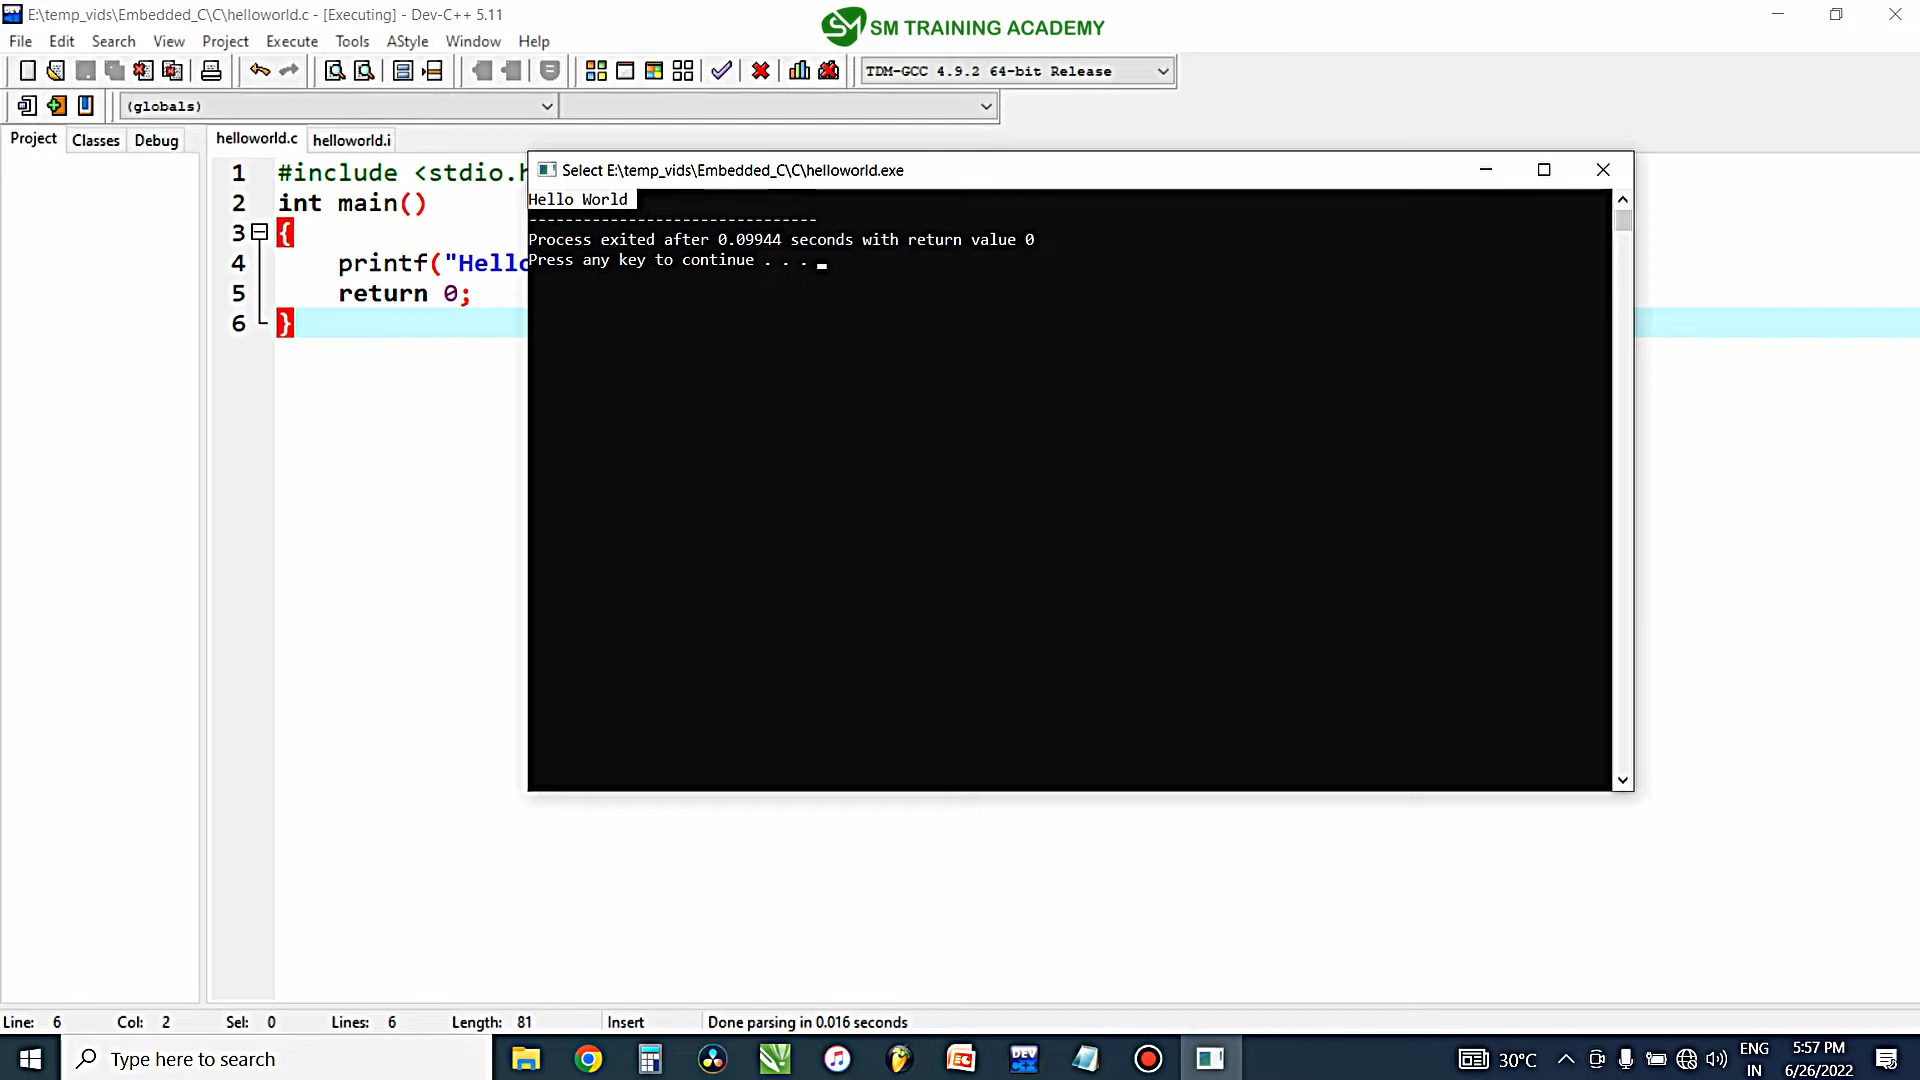 E:\temp_vids\Embedded_C\C\helloworld.c - [Executing] - Dev-C++ 5.11
SM TRAINING ACADEMY
File Edit Search View Project Execute Tools AStyle Window Help
TDM-GCC 4.9.2 64-bit Release
(globals)
Project Classes Debug helloworld.c helloworld.i
Select E:\temp_vids\Embedded_C\C\helloworld.exe
1 #include <stdio.h
2 int main()
3 {
4 printf("Hello
5 return 0;
6 }
Hello World
--------------------------------
Process exited after 0.09944 seconds with return value 0
Press any key to continue . . .
Line: 6 Col: 2 Sel: 0 Lines: 6 Length: 81 Insert Done parsing in 0.016 seconds
Type here to search
DEV
30°C
ENG
IN
5:57 PM
6/26/2022